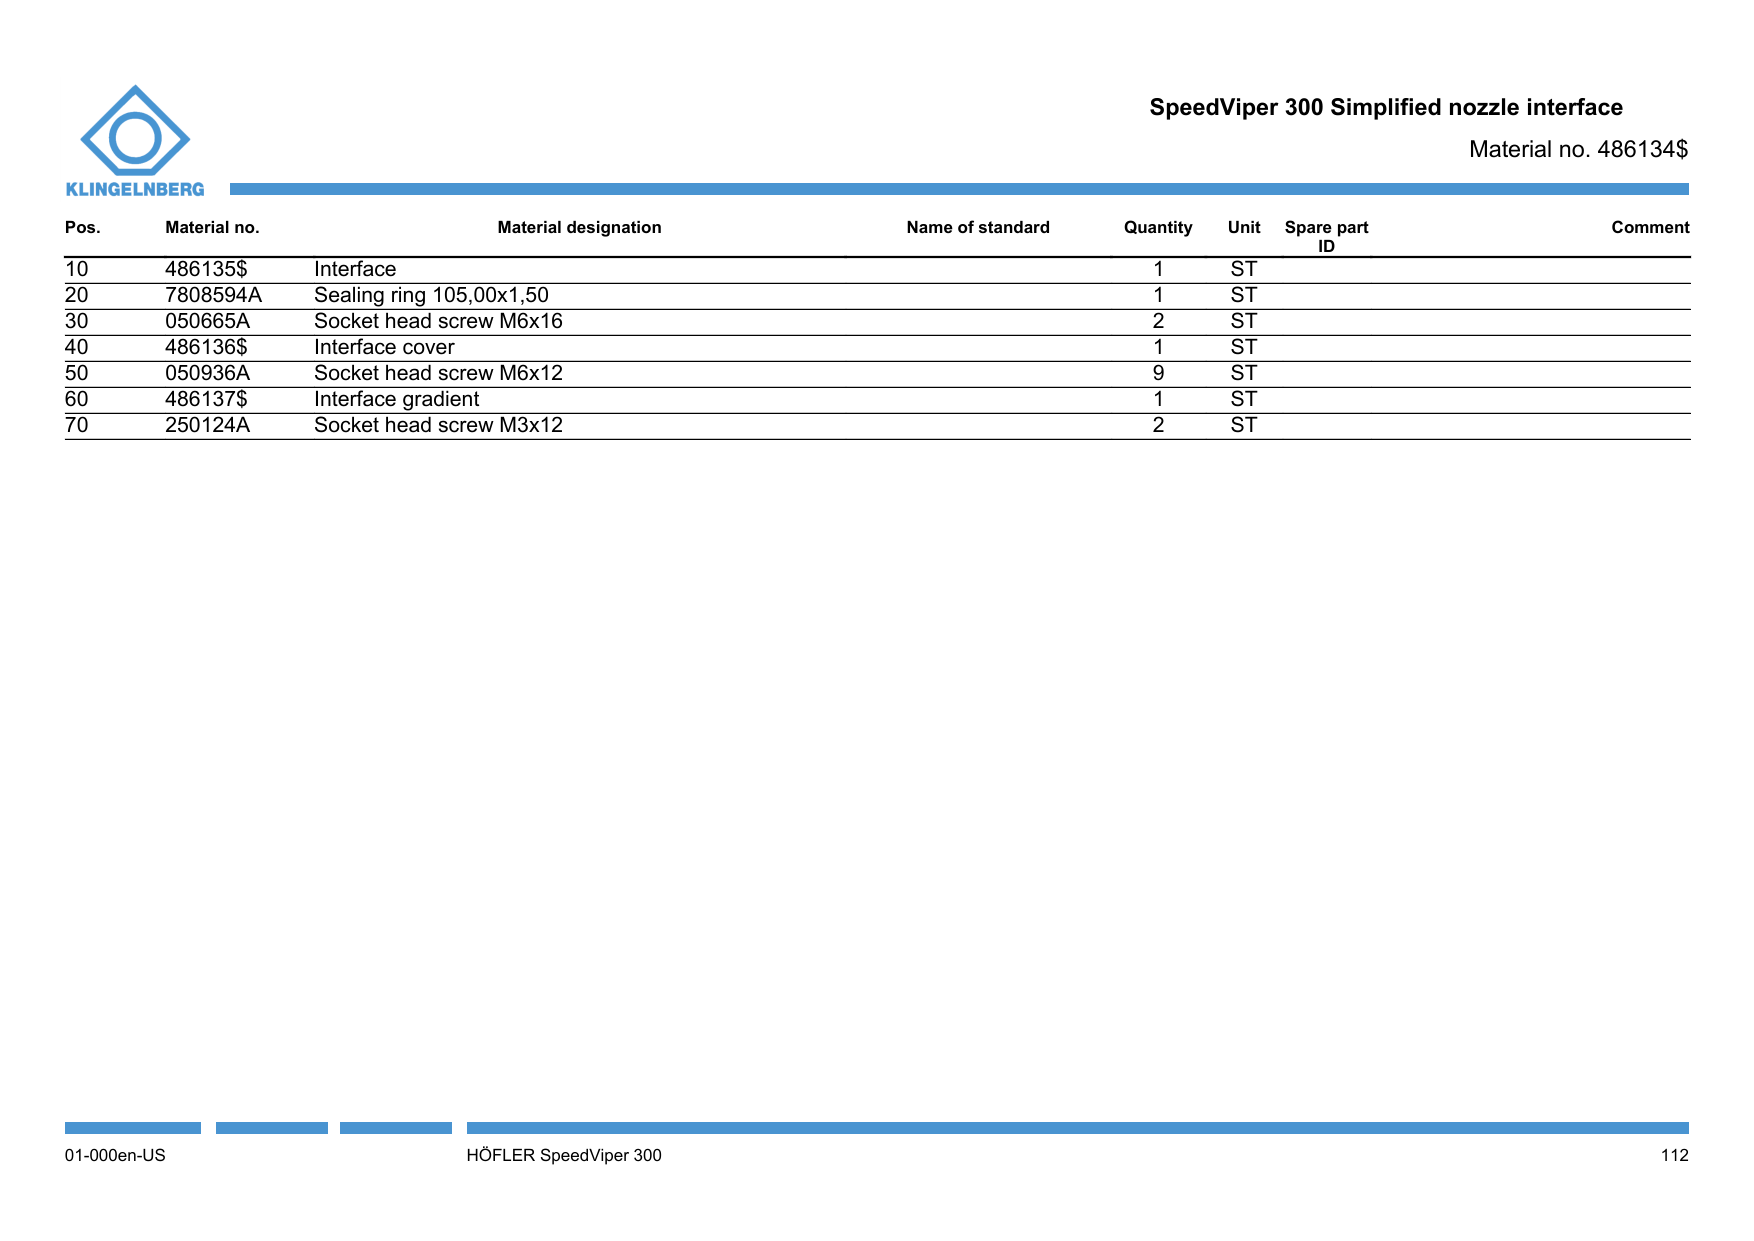 SpeedViper 300 Simplified nozzle interface
Material no. 486134$
KLINGELNBERG
Pos. Material no. Material designation Name of standard Quantity Unit Spare part ID Comment
10 486135$ Interface 1 ST
20 7808594A Sealing ring 105,00x1,50 1 ST
30 050665A Socket head screw M6x16 2 ST
40 486136$ Interface cover 1 ST
50 050936A Socket head screw M6x12 9 ST
60 486137$ Interface gradient 1 ST
70 250124A Socket head screw M3x12 2 ST
01-000en-US HÖFLER SpeedViper 300 112